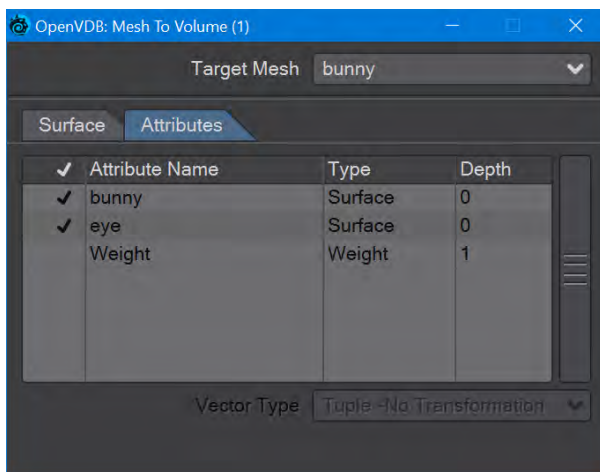 OpenVDB: Mesh To Volume (1)
Target Mesh bunny
Surface Attributes
Attribute Name Type Depth
bunny Surface 0
eye Surface 0
Weight Weight 1
Vector Type Tuple -No Transformation